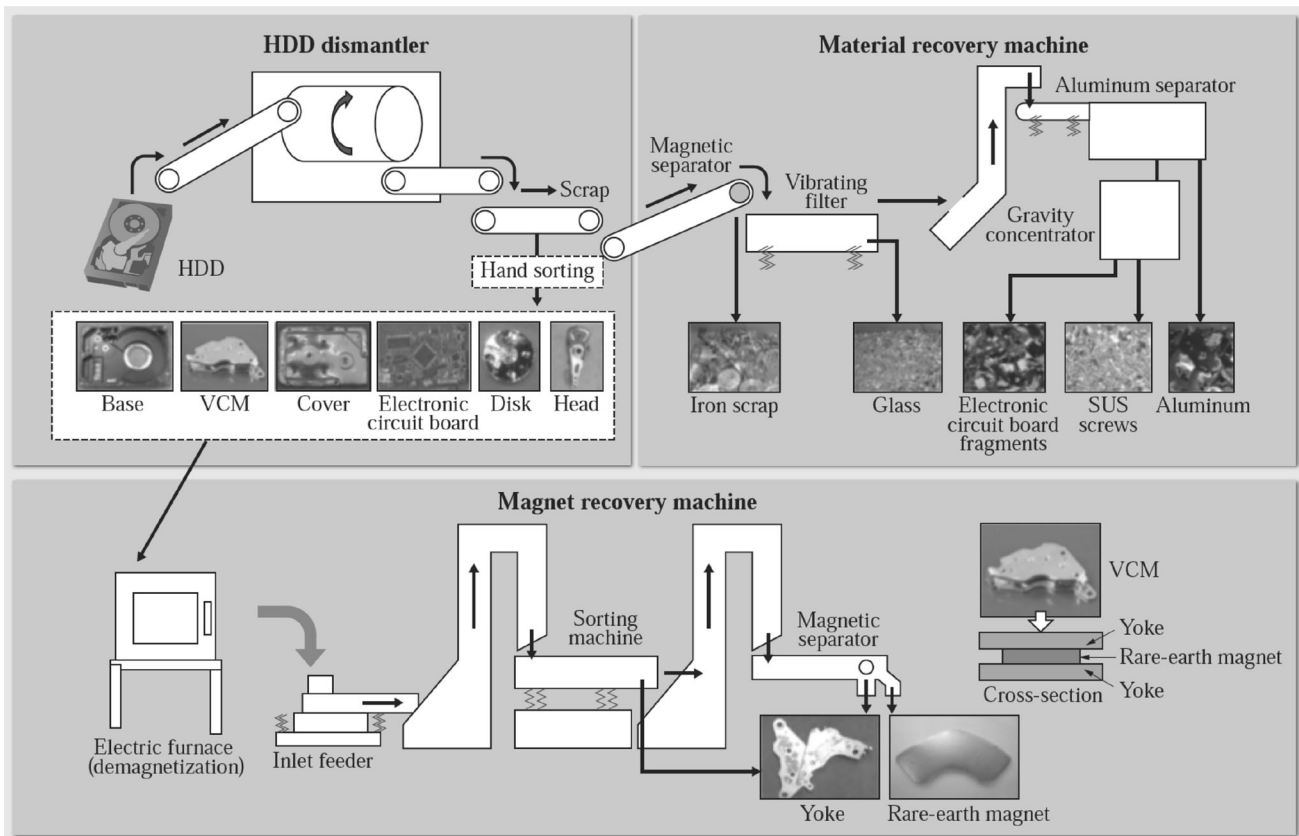 HDD dismantler
HDD
Scrap
Hand sorting
Base
VCM
Cover
Electronic
circuit board
Disk
Head
Material recovery machine
Magnetic
separator
Vibrating
filter
Gravity
concentrator
Aluminum separator
Iron scrap
Glass
Electronic
circuit board
fragments
SUS
screws
Aluminum
Magnet recovery machine
Electric furnace
(demagnetization)
Inlet feeder
Sorting
machine
Magnetic
separator
Yoke
Rare-earth magnet
VCM
Yoke
Rare-earth magnet
Yoke
Cross-section